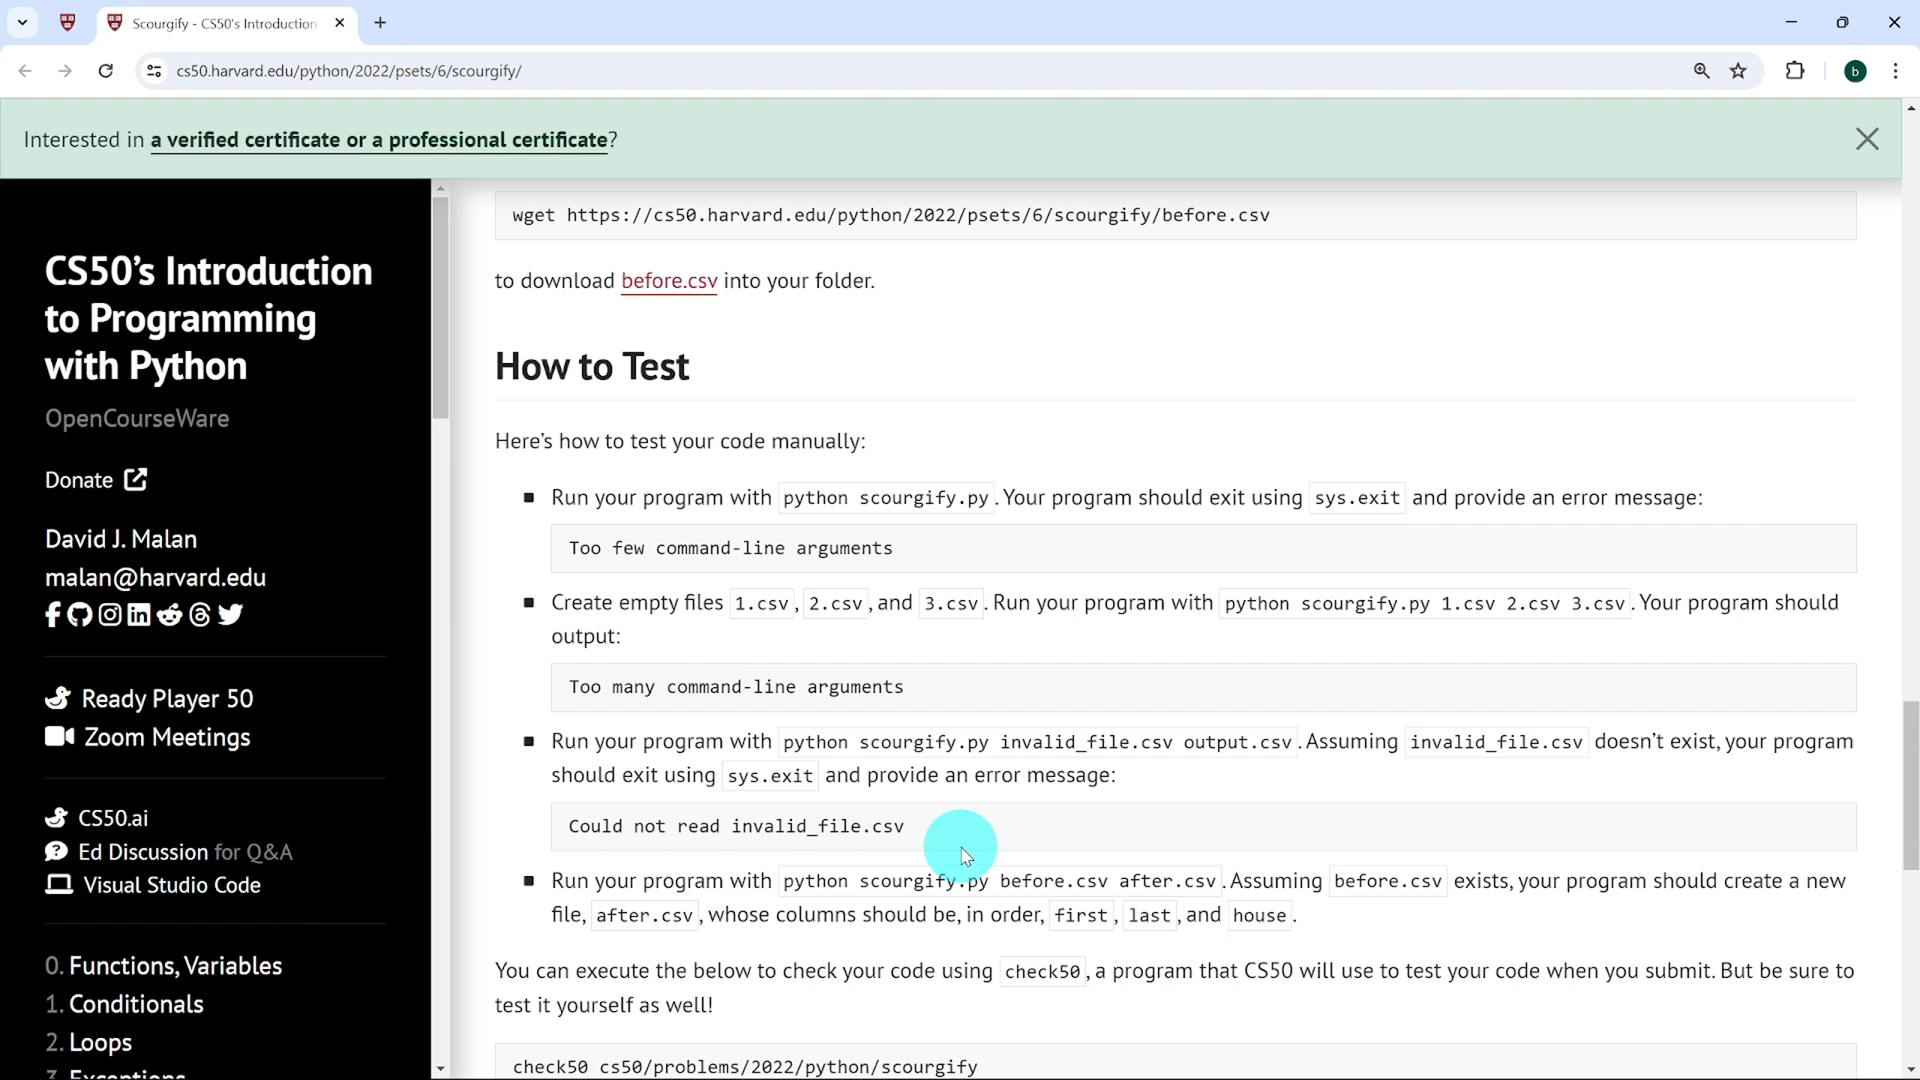 Scourgify - CS50's Introduction
cs50.harvard.edu/python/2022/psets/6/scourgify/
b
Interested in a verified certificate or a professional certificate?
CS50's Introduction
to Programming
with Python
OpenCourseWare
Donate
David J. Malan
malan@harvard.edu
Ready Player 50
Zoom Meetings
CS50.ai
Ed Discussion for Q&A
Visual Studio Code
0. Functions, Variables
1. Conditionals
2. Loops
3. Exceptions
wget https://cs50.harvard.edu/python/2022/psets/6/scourgify/before.csv
to download before.csv into your folder.
How to Test
Here's how to test your code manually:
Run your program with python scourgify.py. Your program should exit using sys.exit and provide an error message:
Too few command-line arguments
Create empty files 1.csv, 2.csv, and 3.csv. Run your program with python scourgify.py 1.csv 2.csv 3.csv. Your program should
output:
Too many command-line arguments
Run your program with python scourgify.py invalid_file.csv output.csv. Assuming invalid_file.csv doesn't exist, your program
should exit using sys.exit and provide an error message:
Could not read invalid_file.csv
Run your program with python scourgify.py before.csv after.csv. Assuming before.csv exists, your program should create a new
file, after.csv, whose columns should be, in order, first, last, and house.
You can execute the below to check your code using check50, a program that CS50 will use to test your code when you submit. But be sure to
test it yourself as well!
check50 cs50/problems/2022/python/scourgify